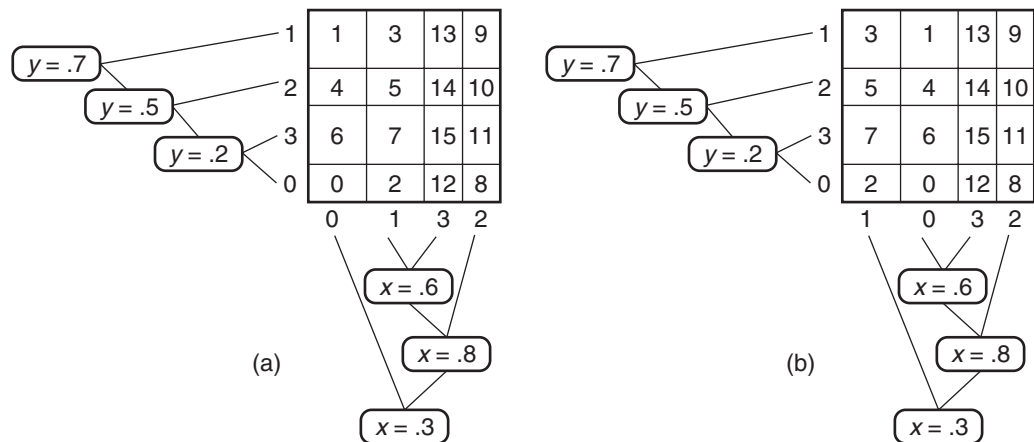 1 1 3 13 9
y = .7
2 4 5 14 10
y = .5
3 6 7 15 11
y = .2
0 0 2 12 8
0 1 3 2
x = .6
x = .8
(a)
x = .3
1 3 1 13 9
y = .7
2 5 4 14 10
y = .5
3 7 6 15 11
y = .2
0 2 0 12 8
1 0 3 2
x = .6
x = .8
(b)
x = .3